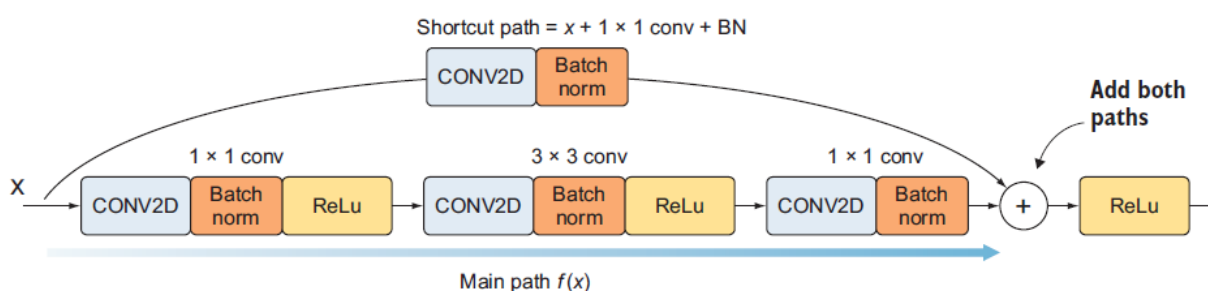 Shortcut path = x + 1 × 1 conv + BN
CONV2D
Batch
norm
Add both
paths
1 × 1 conv
3 × 3 conv
1 × 1 conv
X
CONV2D
Batch
norm
ReLu
CONV2D
Batch
norm
ReLu
CONV2D
Batch
norm
+
ReLu
Main path f(x)